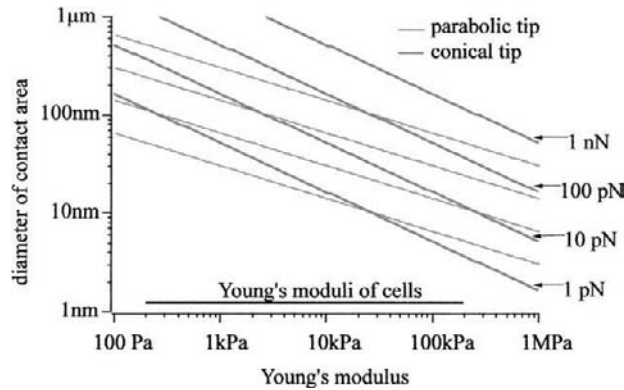 1μm
parabolic tip
conical tip
100nm
1 nN
100 pN
10nm
10 pN
Young's moduli of cells
1 pN
1nm
100 Pa
1kPa
10kPa
100kPa
1MPa
Young's modulus
diameter of contact area